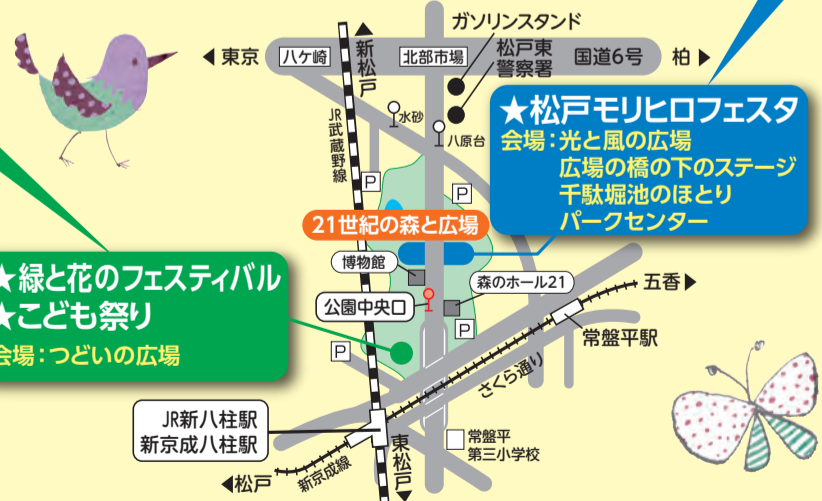 ガソリンスタンド
◀東京
八ケ崎
▲新松戸
北部市場
松戸東
警察署
国道6号
柏▶
水砂
八原台
JR武蔵野線
★松戸モリヒロフェスタ
会場：光と風の広場
広場の橋の下のステージ
千駄堀池のほとり
パークセンター
P
P
21世紀の森と広場
博物館
森のホール21
五香▶
公園中央口
★緑と花のフェスティバル
★こども祭り
会場：つどいの広場
P
P
常盤平駅
さくら通り
JR新八柱駅
新京成八柱駅
常盤平
第三小学校
◀松戸
新京成線
東松戸▼